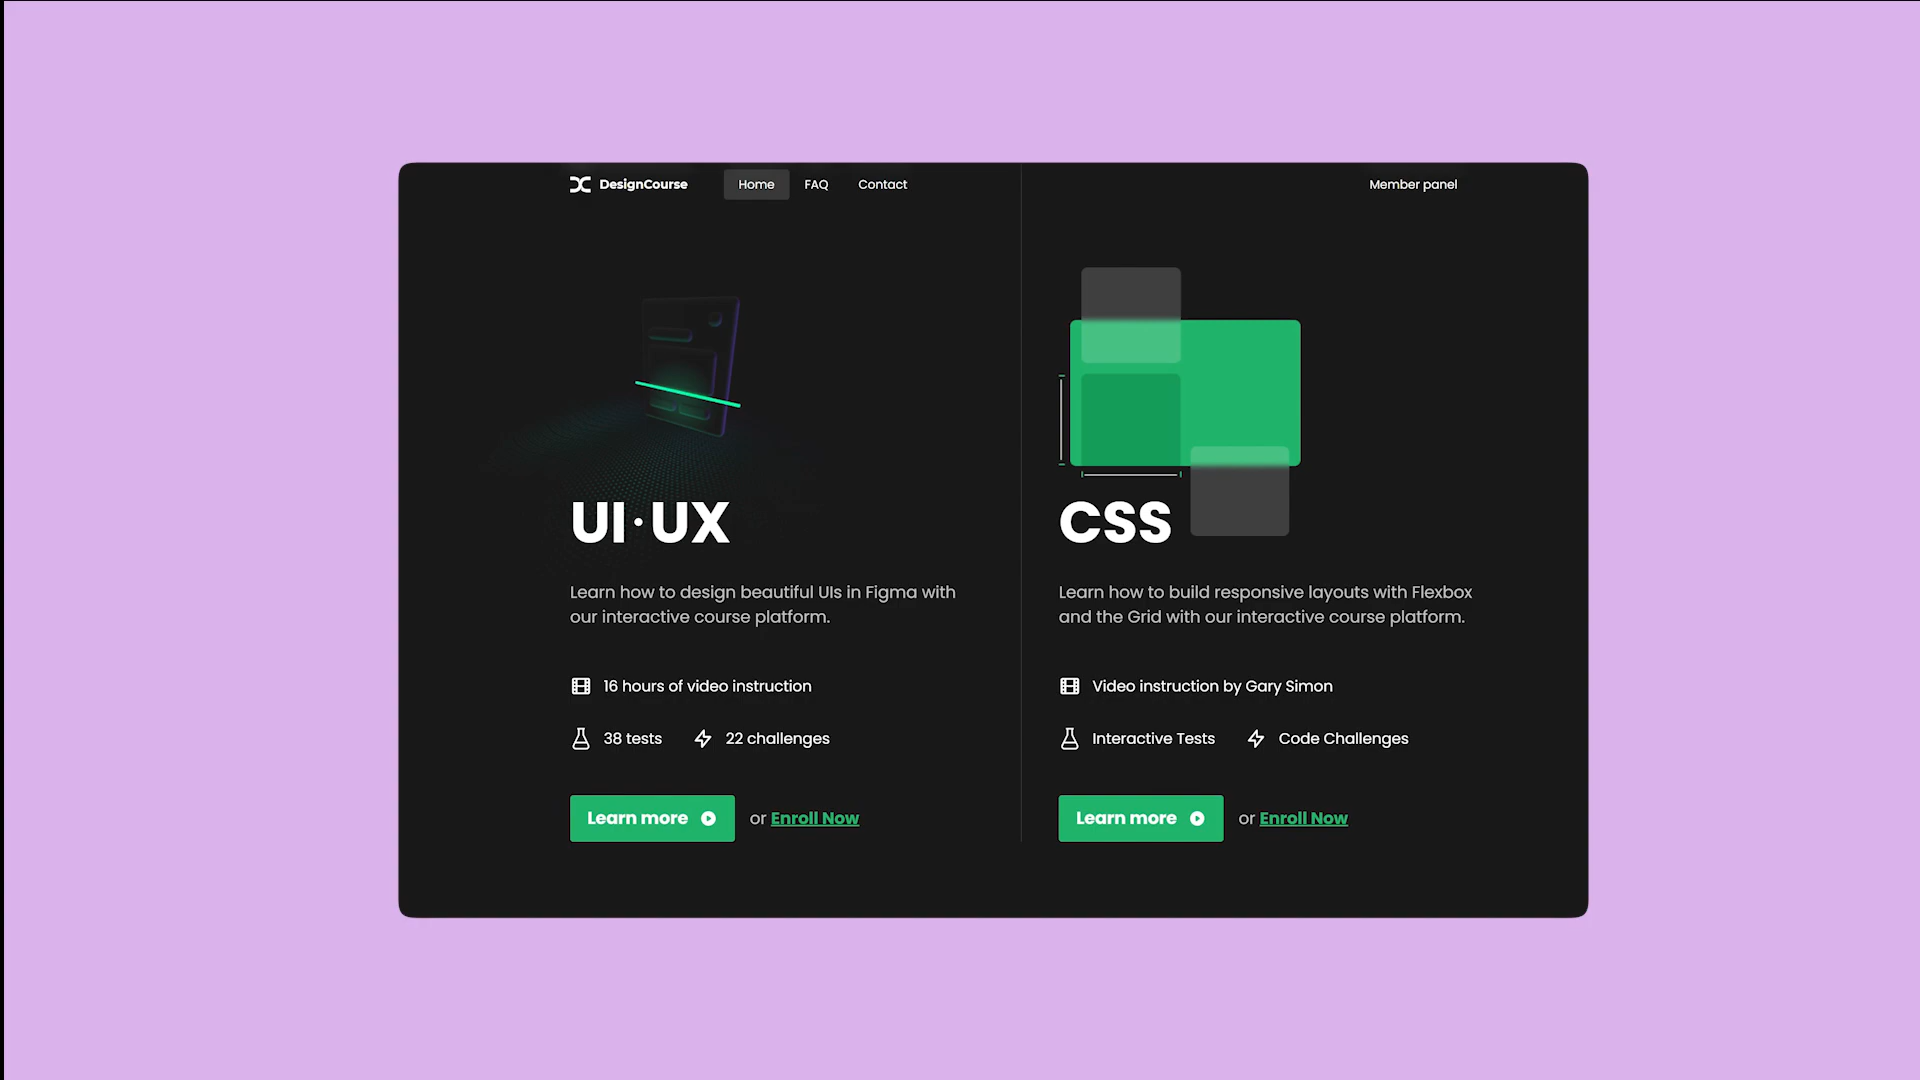 DesignCourse Home FAQ Contact Member panel
UI·UX
Learn how to design beautiful UIs in Figma with
our interactive course platform.
16 hours of video instruction
38 tests 22 challenges
Learn more or Enroll Now
CSS
Learn how to build responsive layouts with Flexbox
and the Grid with our interactive course platform.
Video instruction by Gary Simon
Interactive Tests Code Challenges
Learn more or Enroll Now